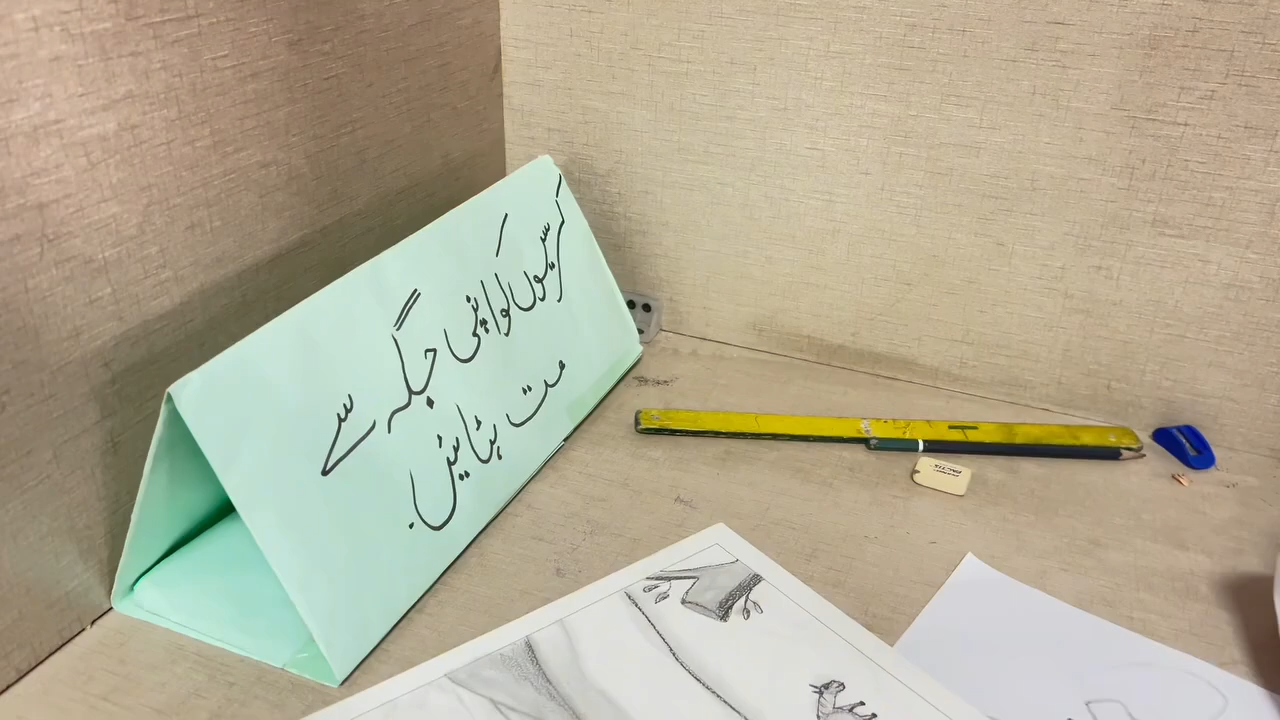 کرسیوں کو اپنی جگہ سے
مت ہٹائیں.